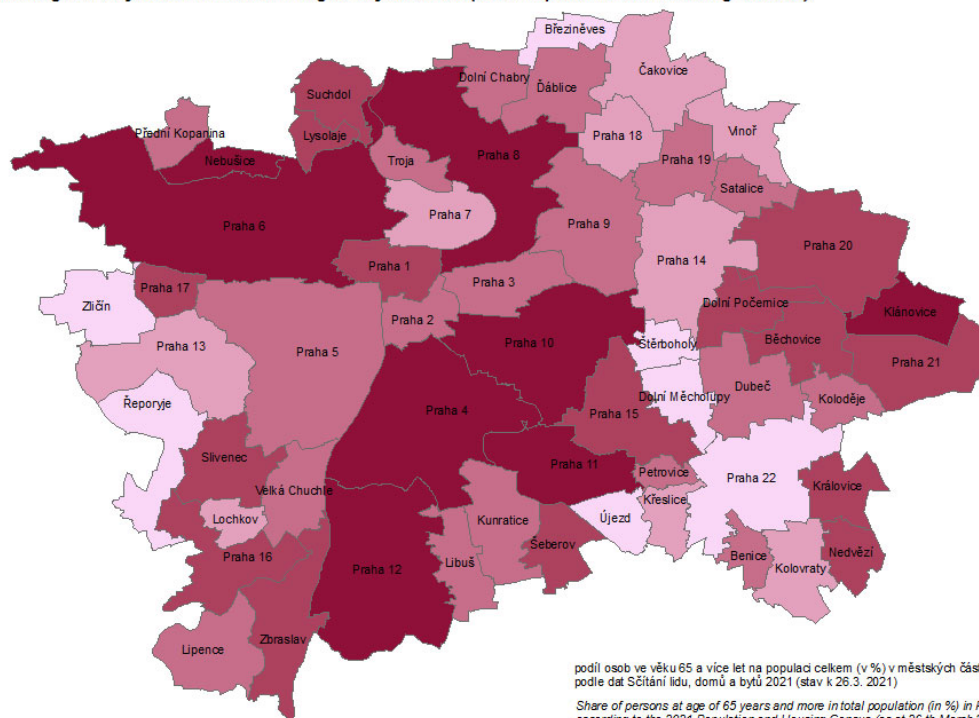 Březiněves
Dolní Chabry
Čakovice
Ďáblice
Suchdol
Přední Kopanina
Lysolaje
Praha 18
Vinoř
Nebušice
Praha 8
Troja
Praha 19
Satalice
Praha 7
Praha 6
Praha 9
Praha 20
Praha 14
Praha 1
Praha 3
Praha 17
Zličín
Dolní Počernice
Klánovice
Praha 2
Praha 13
Praha 5
Praha 10
Štěrboholy
Běchovice
Praha 21
Dubeč
Koloděje
Dolní Měcholupy
Řeporyje
Praha 4
Praha 15
Slivenec
Praha 11
Petrovice
Praha 22
Velká Chuchle
Královice
Lochkov
Kunratice
Újezd
Křeslice
Šeberov
Praha 16
Praha 12
Libuš
Benice
Nedvězí
Kolovraty
Zbraslav
Lipence
podíl osob ve věku 65 a více let na populaci celkem (v %) v městských
podle dat Sčítání lidu, domů a bytů 2021 (stav k 26.3. 2021)
Share of persons at age of 65 years and more in total population (in %) in